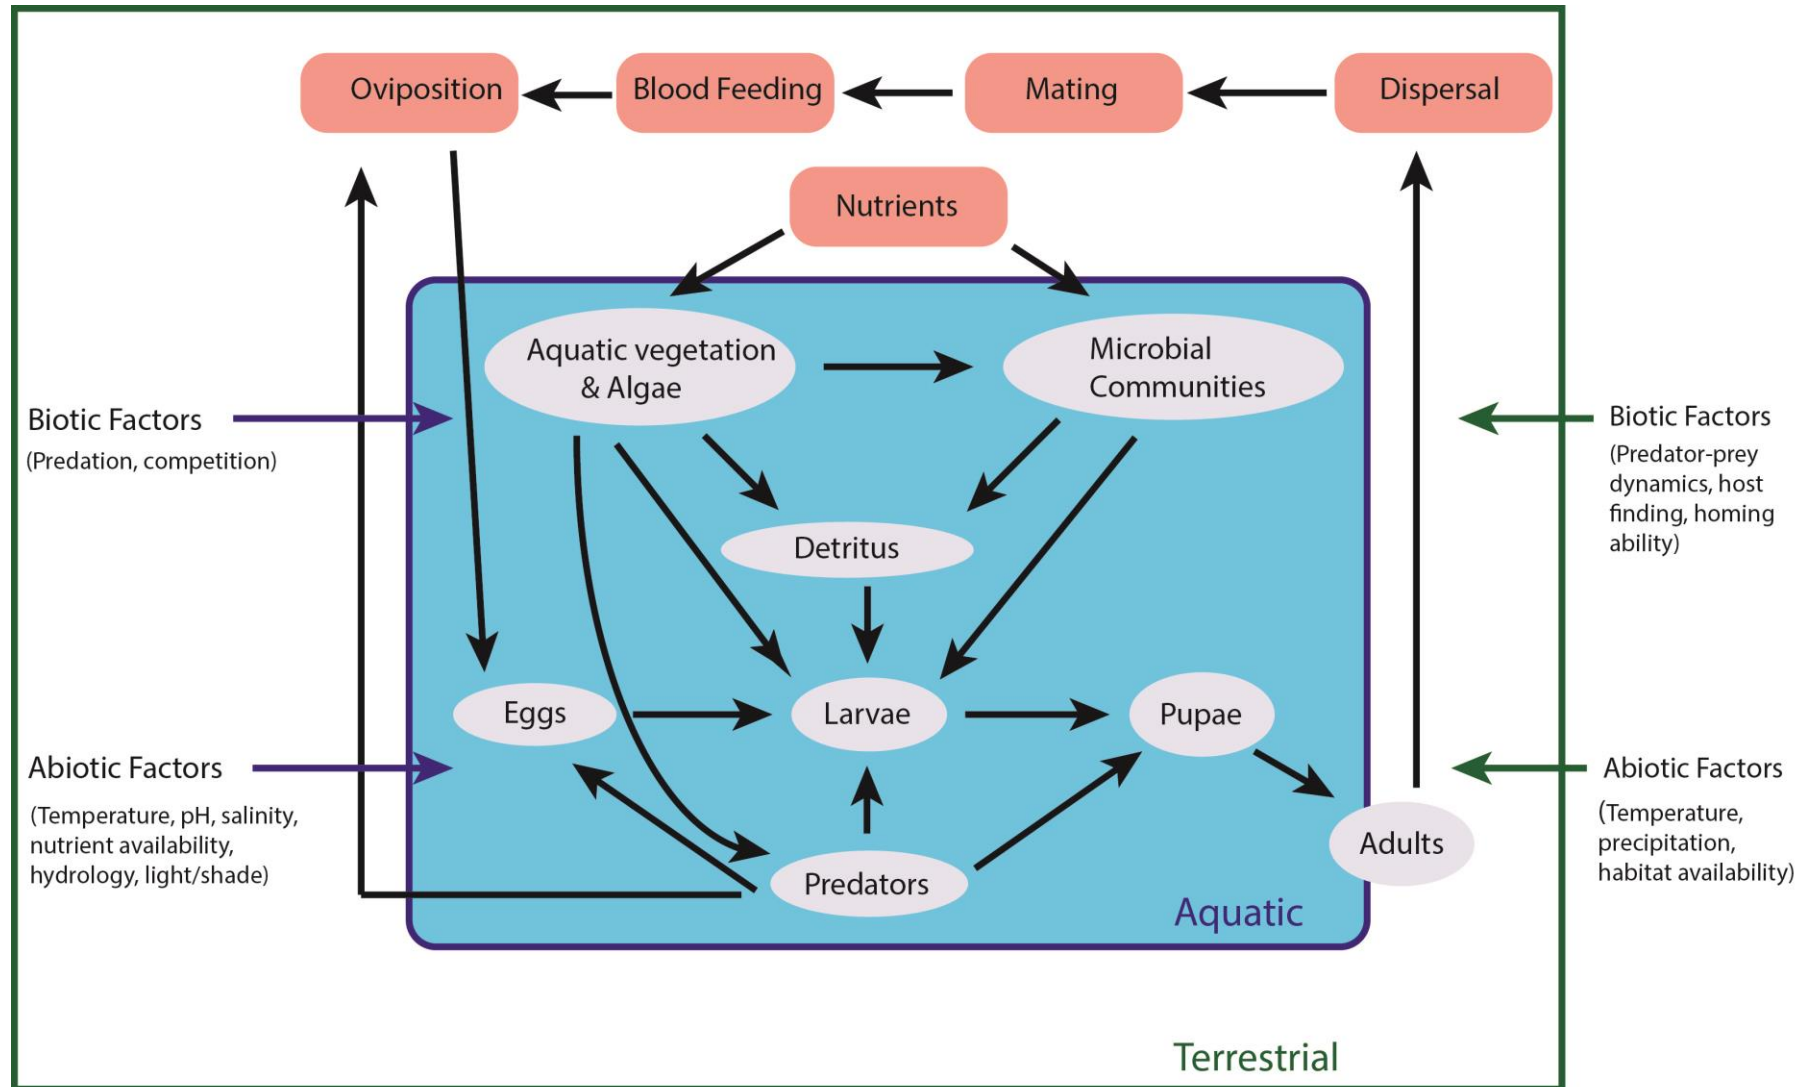 Oviposition
Blood Feeding
Mating
Dispersal
Nutrients
Aquatic vegetation
& Algae
Microbial
Communities
Biotic Factors
(Predation, competition)
Biotic Factors
(Predator-prey
dynamics, host
finding, homing
ability)
Detritus
Eggs
Larvae
Pupae
Abiotic Factors
(Temperature, pH, salinity,
nutrient availability,
hydrology, light/shade)
Abiotic Factors
(Temperature,
precipitation,
habitat availability)
Adults
Predators
Aquatic
Terrestrial